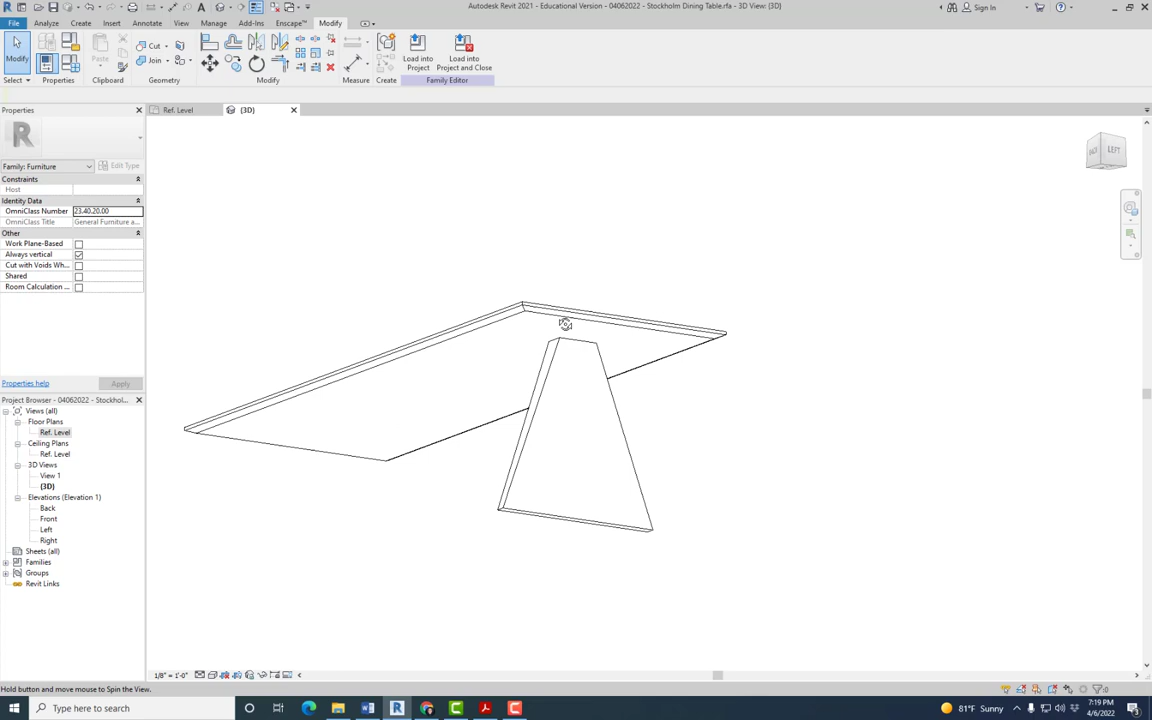 Autodesk Revit 2021 - Educational Version - 04062022 - Stockholm Dining Table.rfa - 3D View: {3D}
Sign In
File
Analyze
Create
Insert
Annotate
View
Manage
Add-Ins
Enscape™
Modify
Modify
Paste
Cut
Join
Load into
Project
Load into
Project and Close
Select
Properties
Clipboard
Geometry
Modify
Measure
Create
Family Editor
Properties
Ref. Level
{3D}
BACK
LEFT
Family: Furniture
Edit Type
Constraints
Host
Identity Data
OmniClass Number
23.40.20.00
OmniClass Title
General Furniture a...
Other
Work Plane-Based
Always vertical
Cut with Voids Wh...
Shared
Room Calculation ...
Properties help
Apply
Project Browser - 04062022 - Stockhol...
Views (all)
Floor Plans
Ref. Level
Ceiling Plans
Ref. Level
3D Views
View 1
{3D}
Elevations (Elevation 1)
Back
Front
Left
Right
Sheets (all)
Families
Groups
Revit Links
1/8" = 1'-0"
Hold button and move mouse to Spin the View.
:0
Type here to search
81°F Sunny
7:19 PM
4/6/2022
3